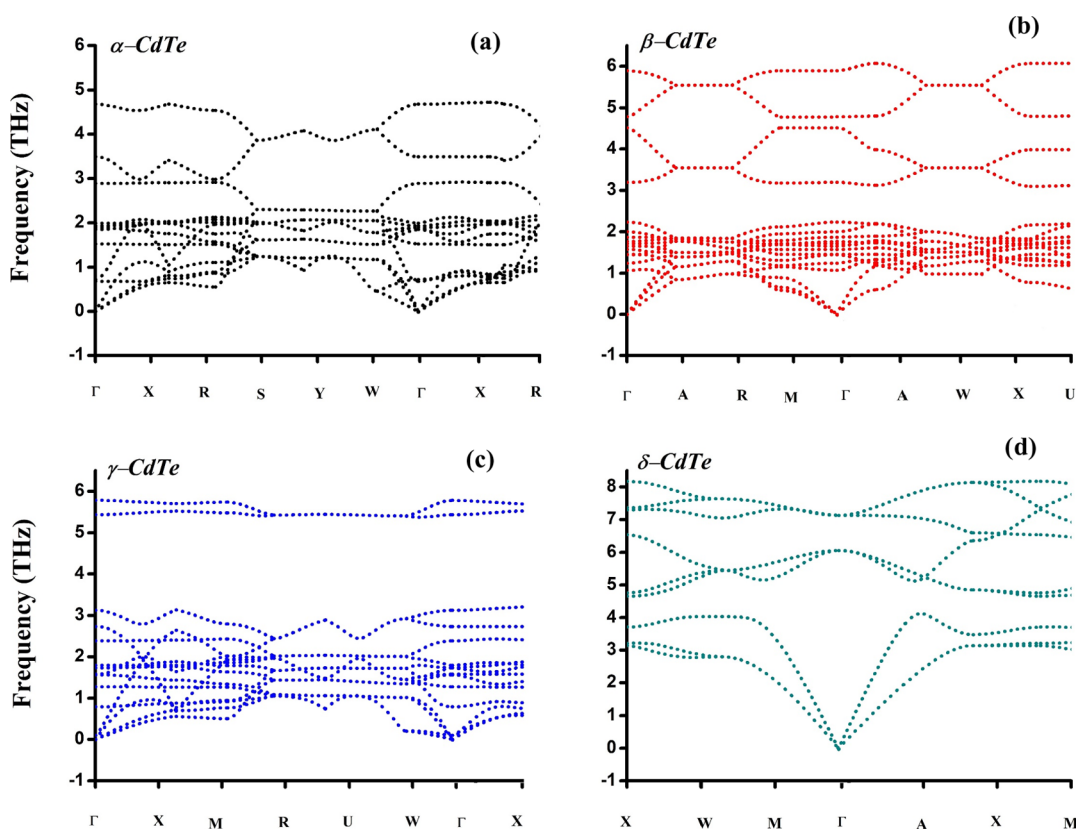 α–CdTe
(a)
Frequency (THz)
6
5
4
3
2
1
0
-1
Γ X R S Y W Γ X R
β–CdTe
(b)
6
5
4
3
2
1
0
-1
Γ A R M Γ A W X U
γ–CdTe
(c)
Frequency (THz)
6
5
4
3
2
1
0
-1
Γ X M R U W Γ X
δ–CdTe
(d)
8
7
6
5
4
3
2
1
0
-1
X W M Γ A X M